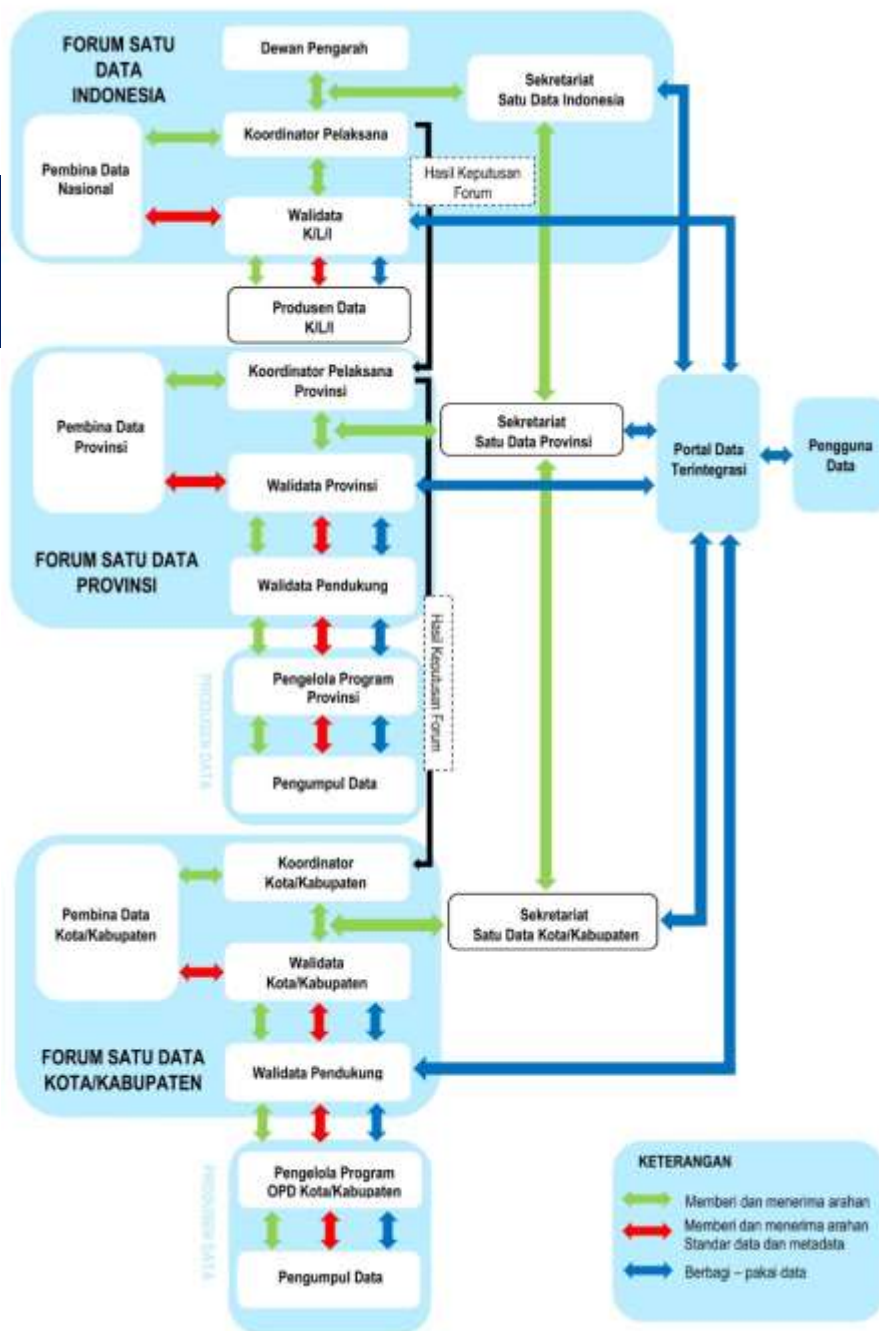 FORUM SATU
DATA
INDONESIA
Dewan Pengarah
Sekretariat
Satu Data Indonesia
Koordinator Pelaksana
Pembina Data
Nasional
Hasil Keputusan
Forum
Walidata
K/L/I
Produsen Data
K/L/I
Koordinator Pelaksana
Provinsi
Pembina Data
Provinsi
Sekretariat
Satu Data Provinsi
Portal Data
Terintegrasi
Pengguna
Data
Walidata Provinsi
FORUM SATU DATA
PROVINSI
Walidata Pendukung
Hasil Keputusan Forum
PRODUSEN DATA
Pengelola Program
Provinsi
Pengumpul Data
Koordinator
Kota/Kabupaten
Pembina Data
Kota/Kabupaten
Sekretariat
Satu Data Kota/Kabupaten
Walidata
Kota/Kabupaten
FORUM SATU DATA
KOTA/KABUPATEN
Walidata Pendukung
PRODUSEN DATA
Pengelola Program
OPD Kota/Kabupaten
Pengumpul Data
KETERANGAN
Memberi dan menerima arahan
Memberi dan menerima arahan
Standar data dan metadata
Berbagi – pakai data